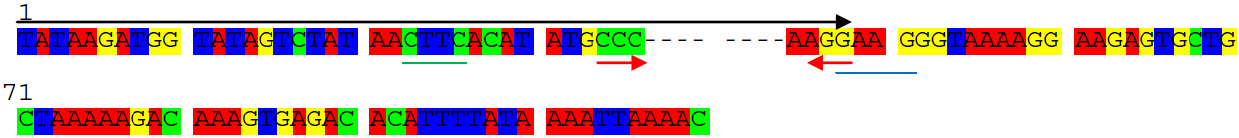 1
TATAAGATGG TATAGTCTAT AACTTCACAT ATGCCC---- ----AAGGAA GGGTAAAAGG AAGAGTGCTG
71
CTAAAAAGAC AAAGTGAGAC ACATTTTATA AAATTAAAAC